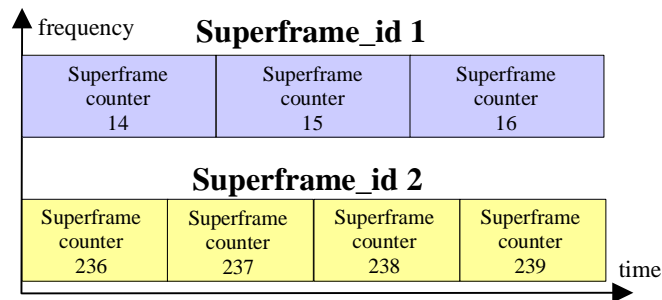 frequency
Superframe_id 1
Superframe
counter
14
Superframe
counter
15
Superframe
counter
16
Superframe_id 2
Superframe
counter
236
Superframe
counter
237
Superframe
counter
238
Superframe
counter
239
time